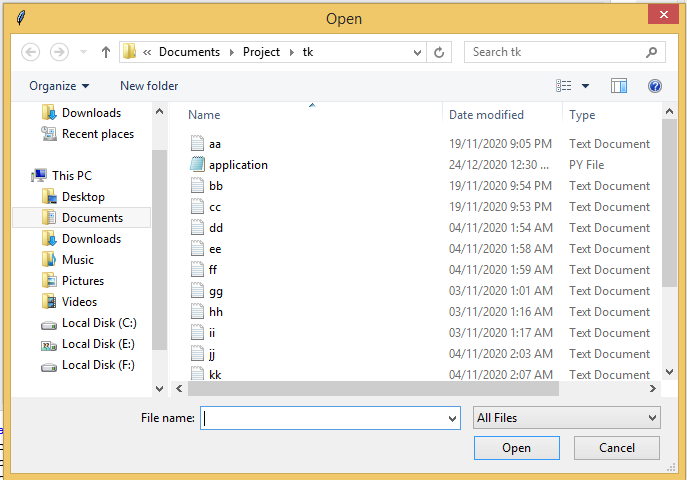 Open
« Documents Project tk
Search tk
Organize New folder
Name Date modified Type
Downloads
Recent places
This PC
Desktop
Documents
Downloads
Music
Pictures
Videos
Local Disk (C:)
Local Disk (E:)
Local Disk (F:)
aa 19/11/2020 9:05 PM Text Document
application 24/12/2020 12:30 ... PY File
bb 19/11/2020 9:54 PM Text Document
cc 19/11/2020 9:53 PM Text Document
dd 04/11/2020 1:54 AM Text Document
ee 04/11/2020 1:58 AM Text Document
ff 04/11/2020 1:59 AM Text Document
gg 03/11/2020 1:01 AM Text Document
hh 03/11/2020 1:16 AM Text Document
ii 03/11/2020 1:17 AM Text Document
jj 04/11/2020 2:03 AM Text Document
kk 04/11/2020 2:07 AM Text Document
File name:
All Files
Open Cancel